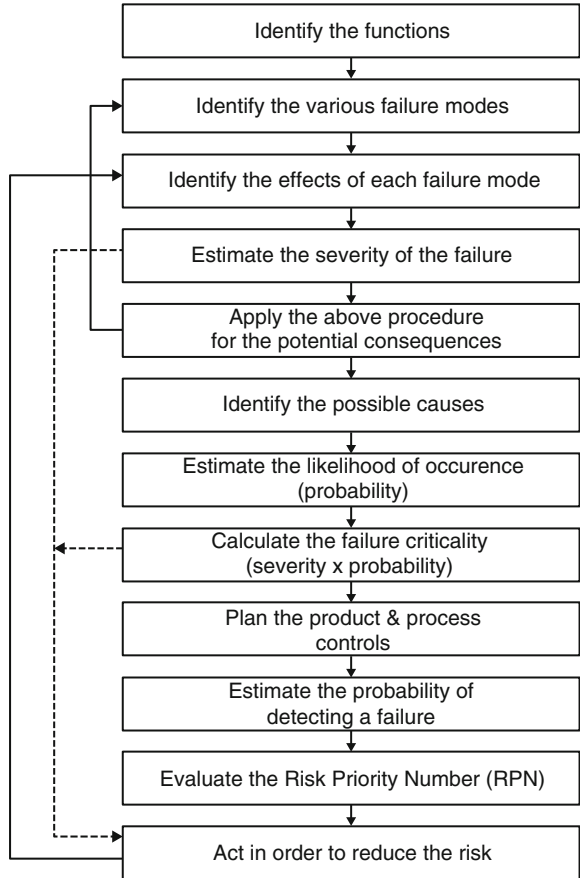 Identify the functions
Identify the various failure modes
Identify the effects of each failure mode
Estimate the severity of the failure
Apply the above procedure
for the potential consequences
Identify the possible causes
Estimate the likelihood of occurence
(probability)
Calculate the failure criticality
(severity x probability)
Plan the product & process
controls
Estimate the probability of
detecting a failure
Evaluate the Risk Priority Number (RPN)
Act in order to reduce the risk